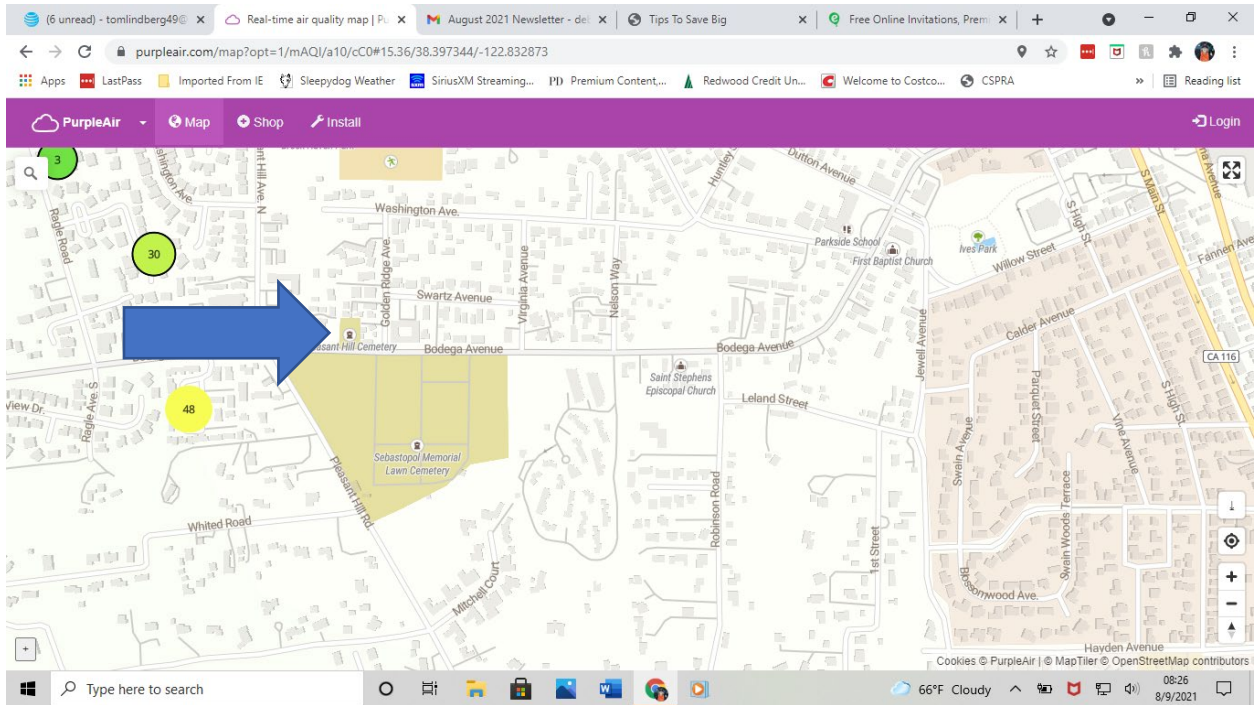 (6 unread) - tomlindberg49@
Real-time air quality map | Pu
August 2021 Newsletter - del
Tips To Save Big
Free Online Invitations, Prem
purpleair.com/map?opt=1/mAQI/a10/cC0#15.36/38.397344/-122.832873
Apps
LastPass
Imported From IE
Sleepydog Weather
SiriusXM Streaming...
PD Premium Content,...
Redwood Credit Un...
Welcome to Costco...
CSPRA
»
Reading list
PurpleAir
Map
Shop
Install
Login
3
Washington Ave.
Hill Ave. N
Huntley
Dutton Avenue
S Main St.
Avenue
Ragle Road
30
Washington Ave.
Golden Ridge Ave.
Virginia Avenue
Nelson Way
Swartz Avenue
Parkside School
First Baptist Church
Ives Park
Willow Street
S High St.
Fannen Ave
Pleasant Hill Cemetery
Bodega Avenue
Bodega Avenue
Jewell Avenue
Calder Avenue
CA 116
Saint Stephens
Episcopal Church
Leland Street
View Dr.
Ragle Ave. S
48
Parquet Street
S High St.
Vine Avenue
Sebastopol Memorial
Lawn Cemetery
Pleasant Hill Rd.
Swain Avenue
Whited Road
Robinson Road
1st Street
Swain Woods Terrace
Mitchell Court
Blossomwood Ave.
Hayden Avenue
Cookies © PurpleAir | © MapTiler © OpenStreetMap contributors
Type here to search
66°F Cloudy
08:26
8/9/2021